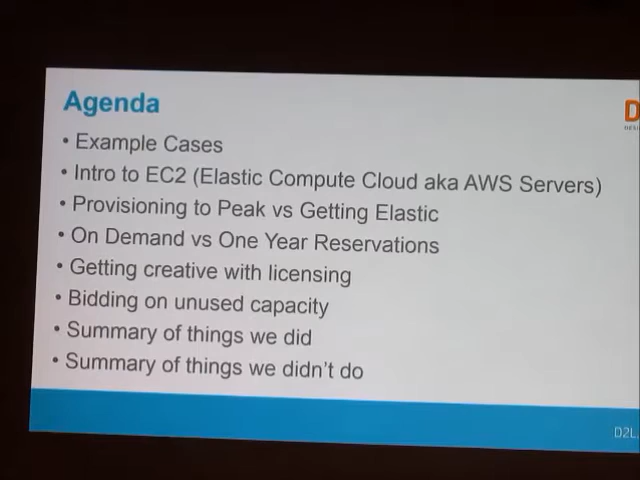 Agenda
D
• Example Cases
• Intro to EC2 (Elastic Compute Cloud aka AWS Servers)
• Provisioning to Peak vs Getting Elastic
• On Demand vs One Year Reservations
• Getting creative with licensing
• Bidding on unused capacity
• Summary of things we did
• Summary of things we didn't do
D2L.